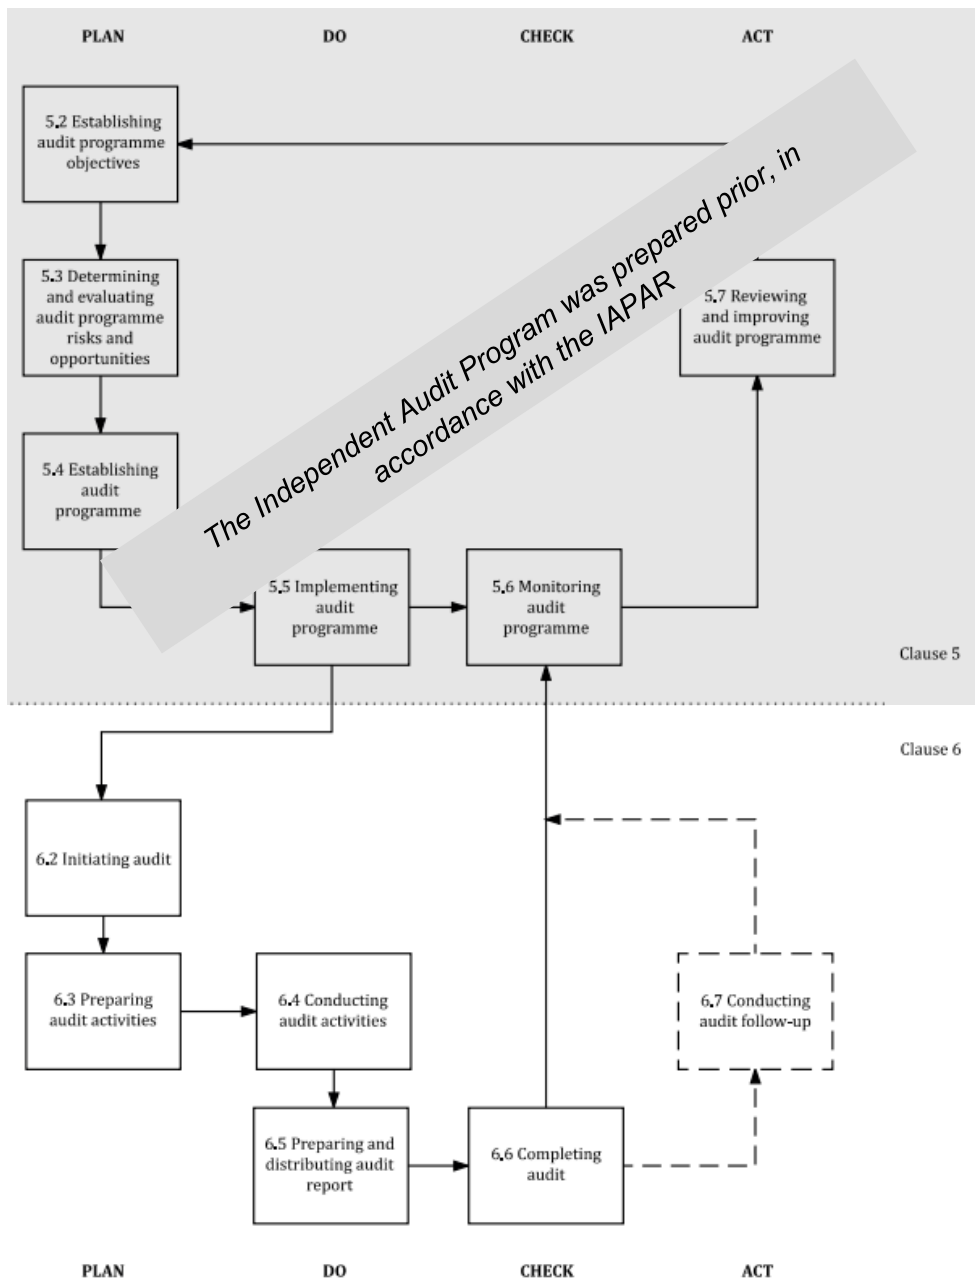 PLAN DO CHECK ACT
5.2 Establishing
audit programme
objectives
5.3 Determining
and evaluating
audit programme
risks and
opportunities
5.4 Establishing
audit
programme
The Independent Audit Program was prepared prior, in
accordance with the IAPAR
5.5 Implementing
audit
programme
5.6 Monitoring
audit
programme
5.7 Reviewing
and improving
audit programme
Clause 5
Clause 6
6.2 Initiating audit
6.3 Preparing
audit activities
6.4 Conducting
audit activities
6.5 Preparing and
distributing audit
report
6.6 Completing
audit
6.7 Conducting
audit follow-up
PLAN DO CHECK ACT